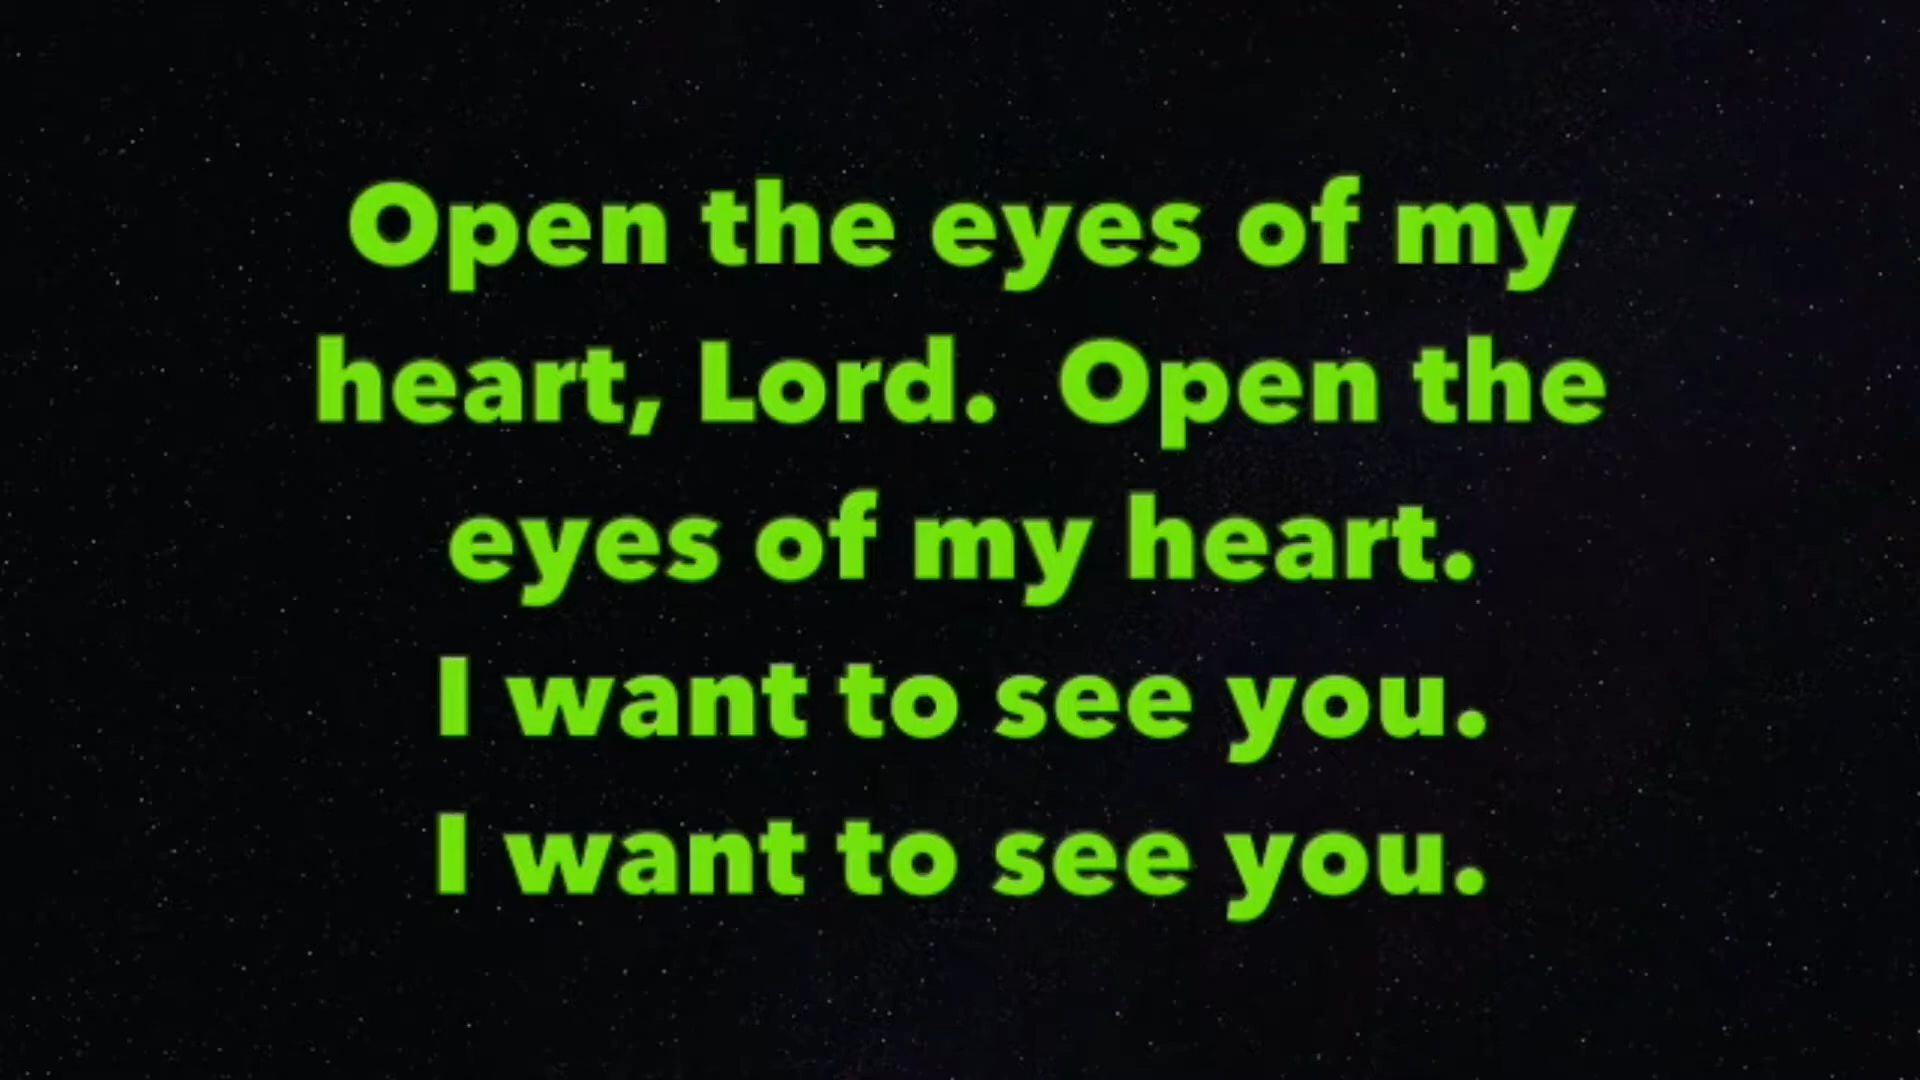 Open the eyes of my
heart, Lord.  Open the
eyes of my heart.
I want to see you.
I want to see you.